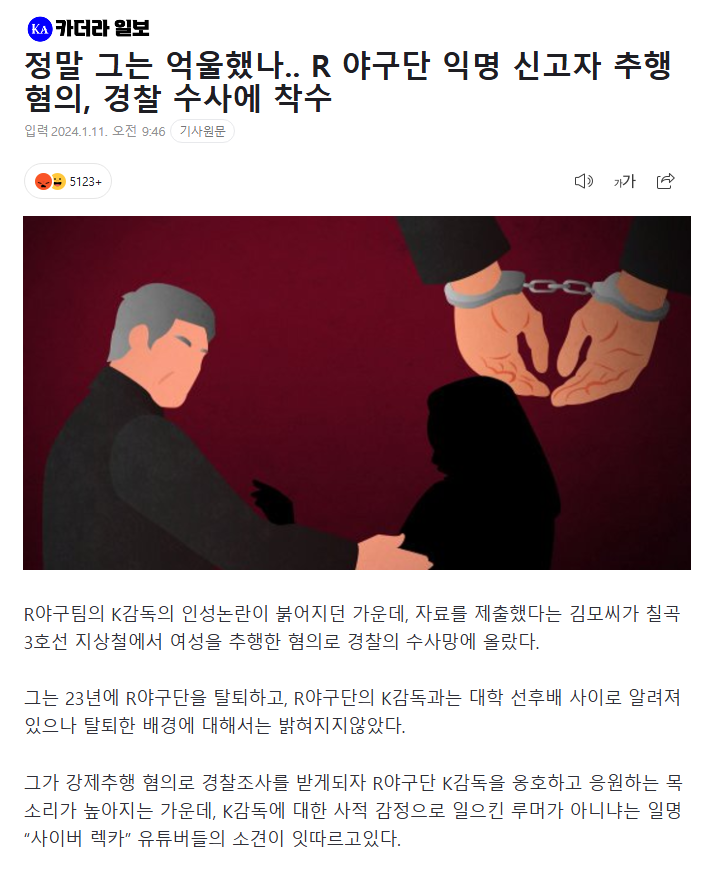 KA 카더라 일보
정말 그는 억울했나.. R 야구단 익명 신고자 추행
혐의, 경찰 수사에 착수
입력 2024.1.11. 오전 9:46 기사원문
5123+
가가
R야구팀의 K감독의 인성논란이 붉어지던 가운데, 자료를 제출했다는 김모씨가 칠곡
3호선 지상철에서 여성을 추행한 혐의로 경찰의 수사망에 올랐다.
그는 23년에 R야구단을 탈퇴하고, R야구단의 K감독과는 대학 선후배 사이로 알려져
있으나 탈퇴한 배경에 대해서는 밝혀지지않았다.
그가 강제추행 혐의로 경찰조사를 받게되자 R야구단 K감독을 옹호하고 응원하는 목
소리가 높아지는 가운데, K감독에 대한 사적 감정으로 일으킨 루머가 아니냐는 일명
“사이버 렉카” 유튜버들의 소견이 잇따르고있다.